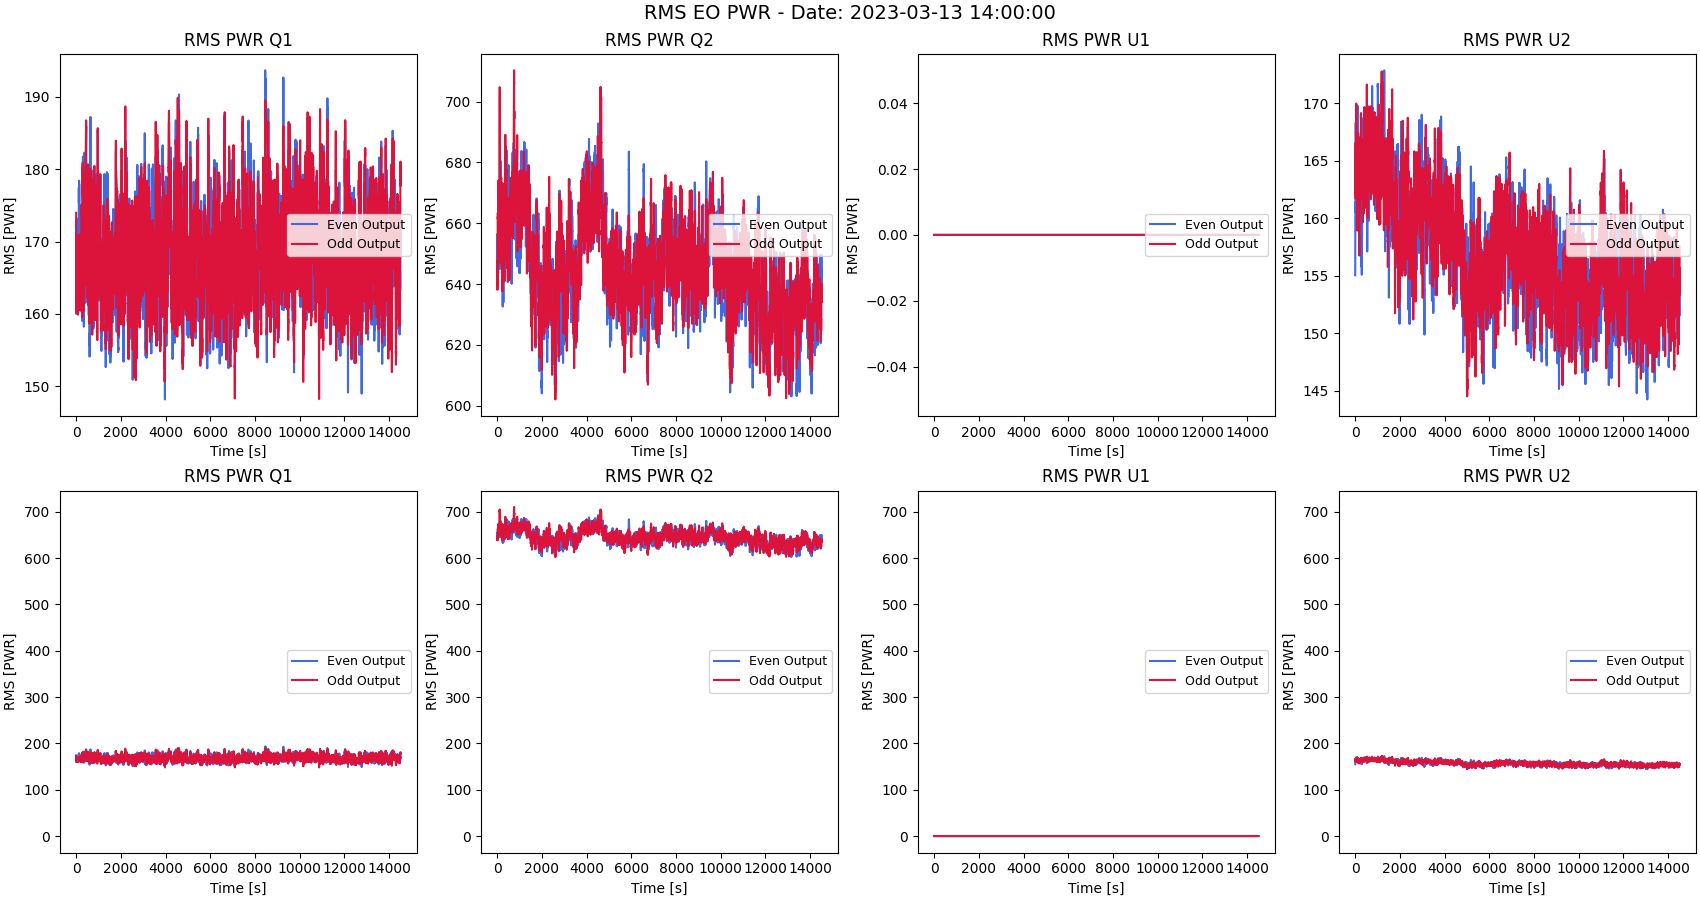 RMS EO PWR - Date: 2023-03-13 14:00:00
RMS PWR Q1
RMS [PWR]
190
180
170
160
150
Even Output
Odd Output
0 2000 4000 6000 8000 10000 12000 14000
Time [s]
RMS PWR Q2
RMS [PWR]
700
680
660
640
620
600
Even Output
Odd Output
0 2000 4000 6000 8000 10000 12000 14000
Time [s]
RMS PWR U1
RMS [PWR]
0.04
0.02
0.00
−0.02
−0.04
Even Output
Odd Output
0 2000 4000 6000 8000 10000 12000 14000
Time [s]
RMS PWR U2
RMS [PWR]
170
165
160
155
150
145
Even Output
Odd Output
0 2000 4000 6000 8000 10000 12000 14000
Time [s]
RMS PWR Q1
RMS [PWR]
700
600
500
400
300
200
100
0
Even Output
Odd Output
0 2000 4000 6000 8000 10000 12000 14000
Time [s]
RMS PWR Q2
RMS [PWR]
700
600
500
400
300
200
100
0
Even Output
Odd Output
0 2000 4000 6000 8000 10000 12000 14000
Time [s]
RMS PWR U1
RMS [PWR]
700
600
500
400
300
200
100
0
Even Output
Odd Output
0 2000 4000 6000 8000 10000 12000 14000
Time [s]
RMS PWR U2
RMS [PWR]
700
600
500
400
300
200
100
0
Even Output
Odd Output
0 2000 4000 6000 8000 10000 12000 14000
Time [s]